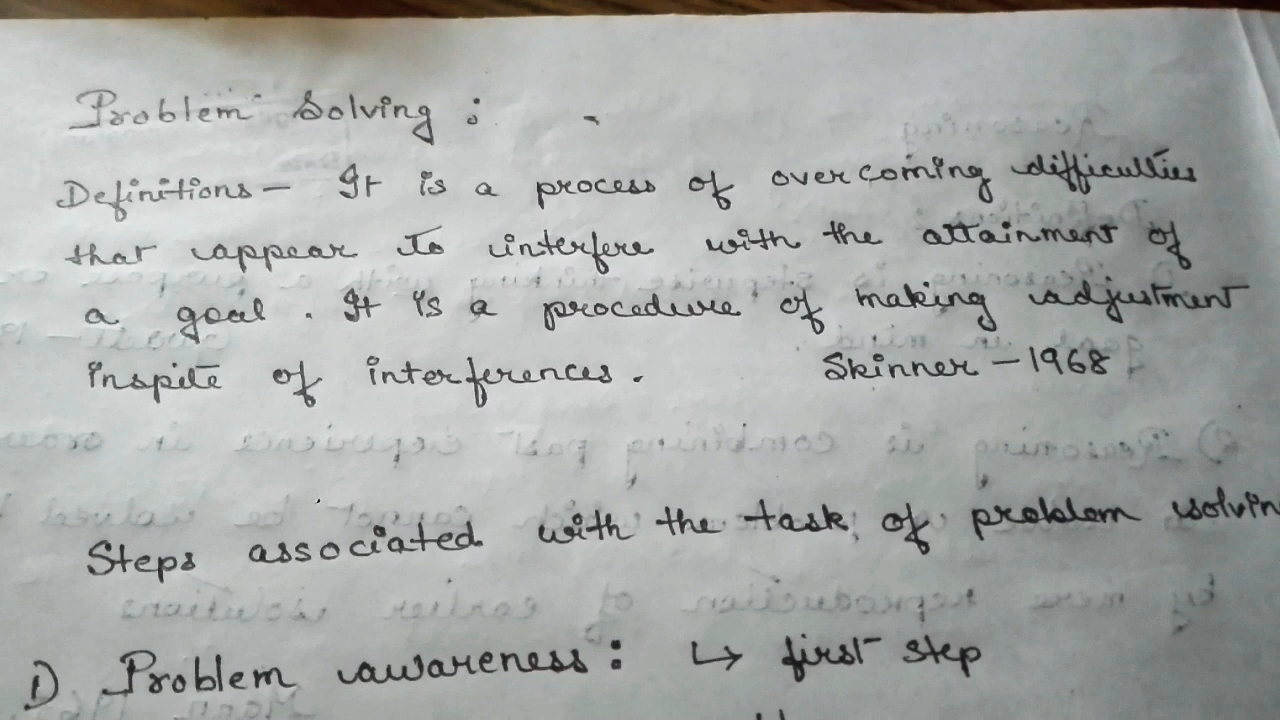 Problem Solving :
Definitions - It is a process of overcoming difficulties
that appear to interfere with the attainment of
a goal. It is a procedure of making adjustment
inspite of interferences. Skinner - 1968
Steps associated with the task of problem solvin
1) Problem awareness : ↳ first step